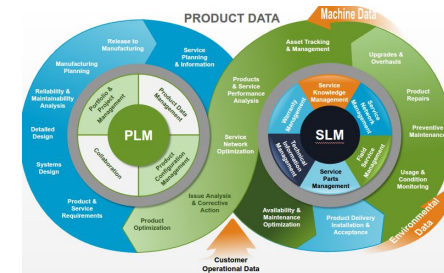 PRODUCT DATA
Machine Data
Release to
Manufacturing
Manufacturing
Planning
Reliability &
Maintainability
Analysis
Detailed
Design
Systems
Design
Product &
Service
Requirements
Product
Optimization
Issue Analysis
& Corrective
Action
Service
Network
Optimization
Products &
Service
Performance
Analysis
Service
Planning
& Information
Portfolio &
Project
Management
Product Data
Management
Collaboration
Product
Configuration
Management
PLM
Asset Tracking
& Management
Upgrades &
Overhauls
Product
Repairs
Preventive
Maintenance
Usage &
Condition
Monitoring
Product Delivery
Installation &
Acceptance
Availability &
Maintenance
Optimization
Service
Knowledge
Management
Warranty
Management
Service
Network
Management
Technical
Information
Management
Field
Service
Management
Service
Parts
Management
SLM
Environmental
Data
Customer
Operational Data